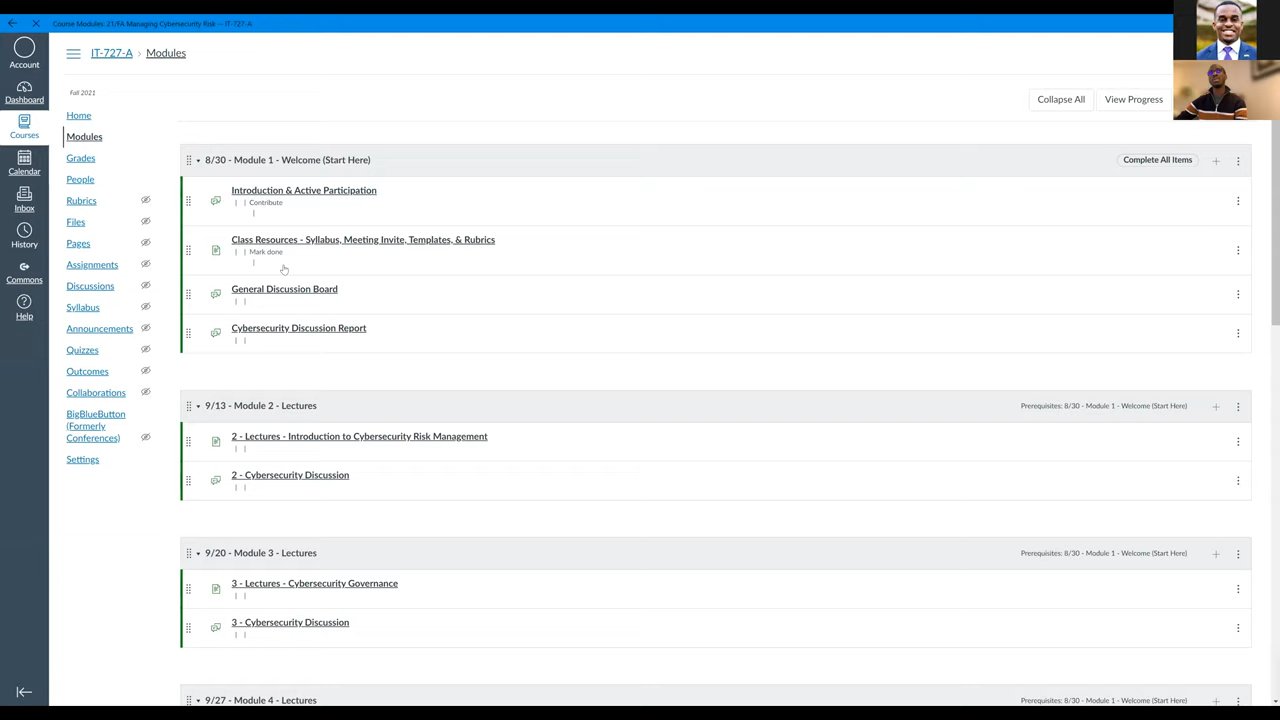 Course Modules: 21/FA Managing Cybersecurity Risk -- IT-727-A
IT-727-A › Modules
Account
Dashboard
Courses
Calendar
Inbox
History
Commons
Help
Fall 2021
Home
Modules
Grades
People
Rubrics
Files
Pages
Assignments
Discussions
Syllabus
Announcements
Quizzes
Outcomes
Collaborations
BigBlueButton
(Formerly
Conferences)
Settings
Collapse All
View Progress
8/30 - Module 1 - Welcome (Start Here)
Complete All Items
Introduction & Active Participation
| | Contribute
|
Class Resources - Syllabus, Meeting Invite, Templates, & Rubrics
| | Mark done
|
General Discussion Board
| |
Cybersecurity Discussion Report
| |
9/13 - Module 2 - Lectures
Prerequisites: 8/30 - Module 1 - Welcome (Start Here)
2 - Lectures - Introduction to Cybersecurity Risk Management
| |
2 - Cybersecurity Discussion
| |
9/20 - Module 3 - Lectures
Prerequisites: 8/30 - Module 1 - Welcome (Start Here)
3 - Lectures - Cybersecurity Governance
| |
3 - Cybersecurity Discussion
| |
9/27 - Module 4 - Lectures
Prerequisites: 8/30 - Module 1 - Welcome (Start Here)